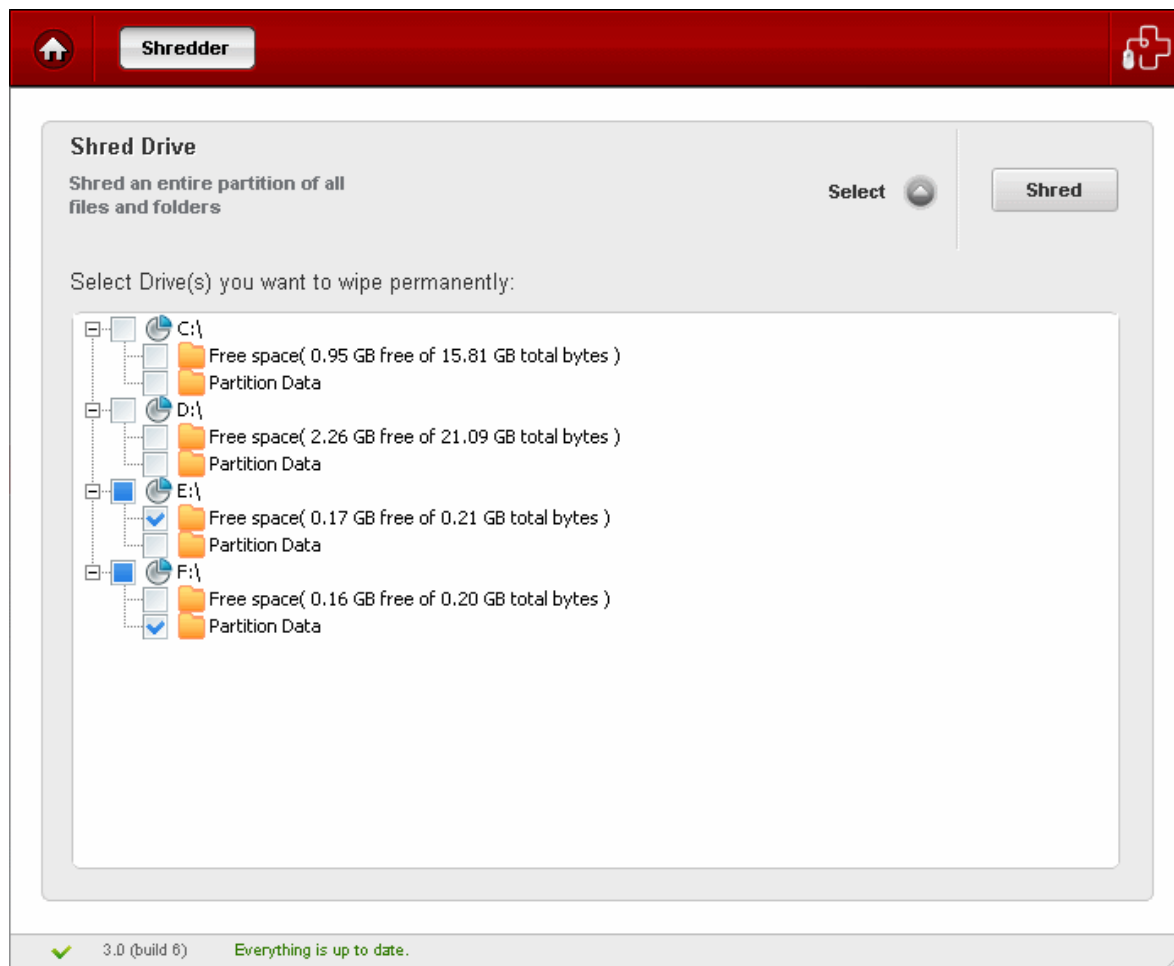 Shredder
Shred Drive
Shred an entire partition of all
files and folders
Select
Shred
Select Drive(s) you want to wipe permanently:
C:\
Free space( 0.95 GB free of 15.81 GB total bytes )
Partition Data
D:\
Free space( 2.26 GB free of 21.09 GB total bytes )
Partition Data
E:\
Free space( 0.17 GB free of 0.21 GB total bytes )
Partition Data
F:\
Free space( 0.16 GB free of 0.20 GB total bytes )
Partition Data
3.0 (build 6) Everything is up to date.